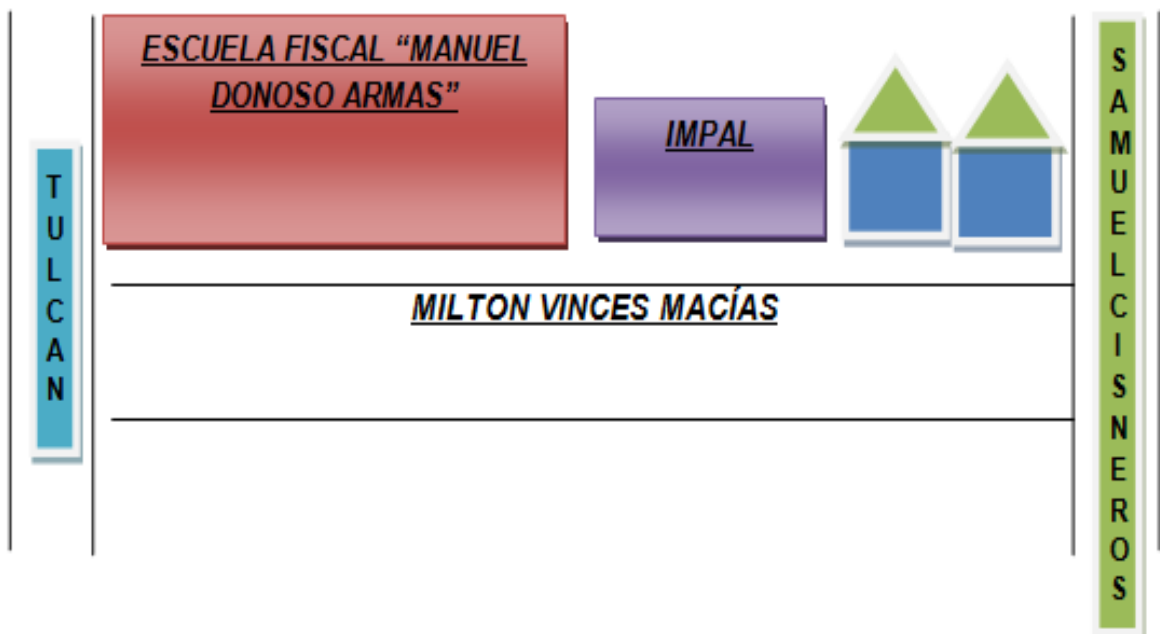 ESCUELA FISCAL “MANUEL
DONOSO ARMAS”
IMPAL
TULCAN
MILTON VINCES MACÍAS
SAMUELCISNEROS